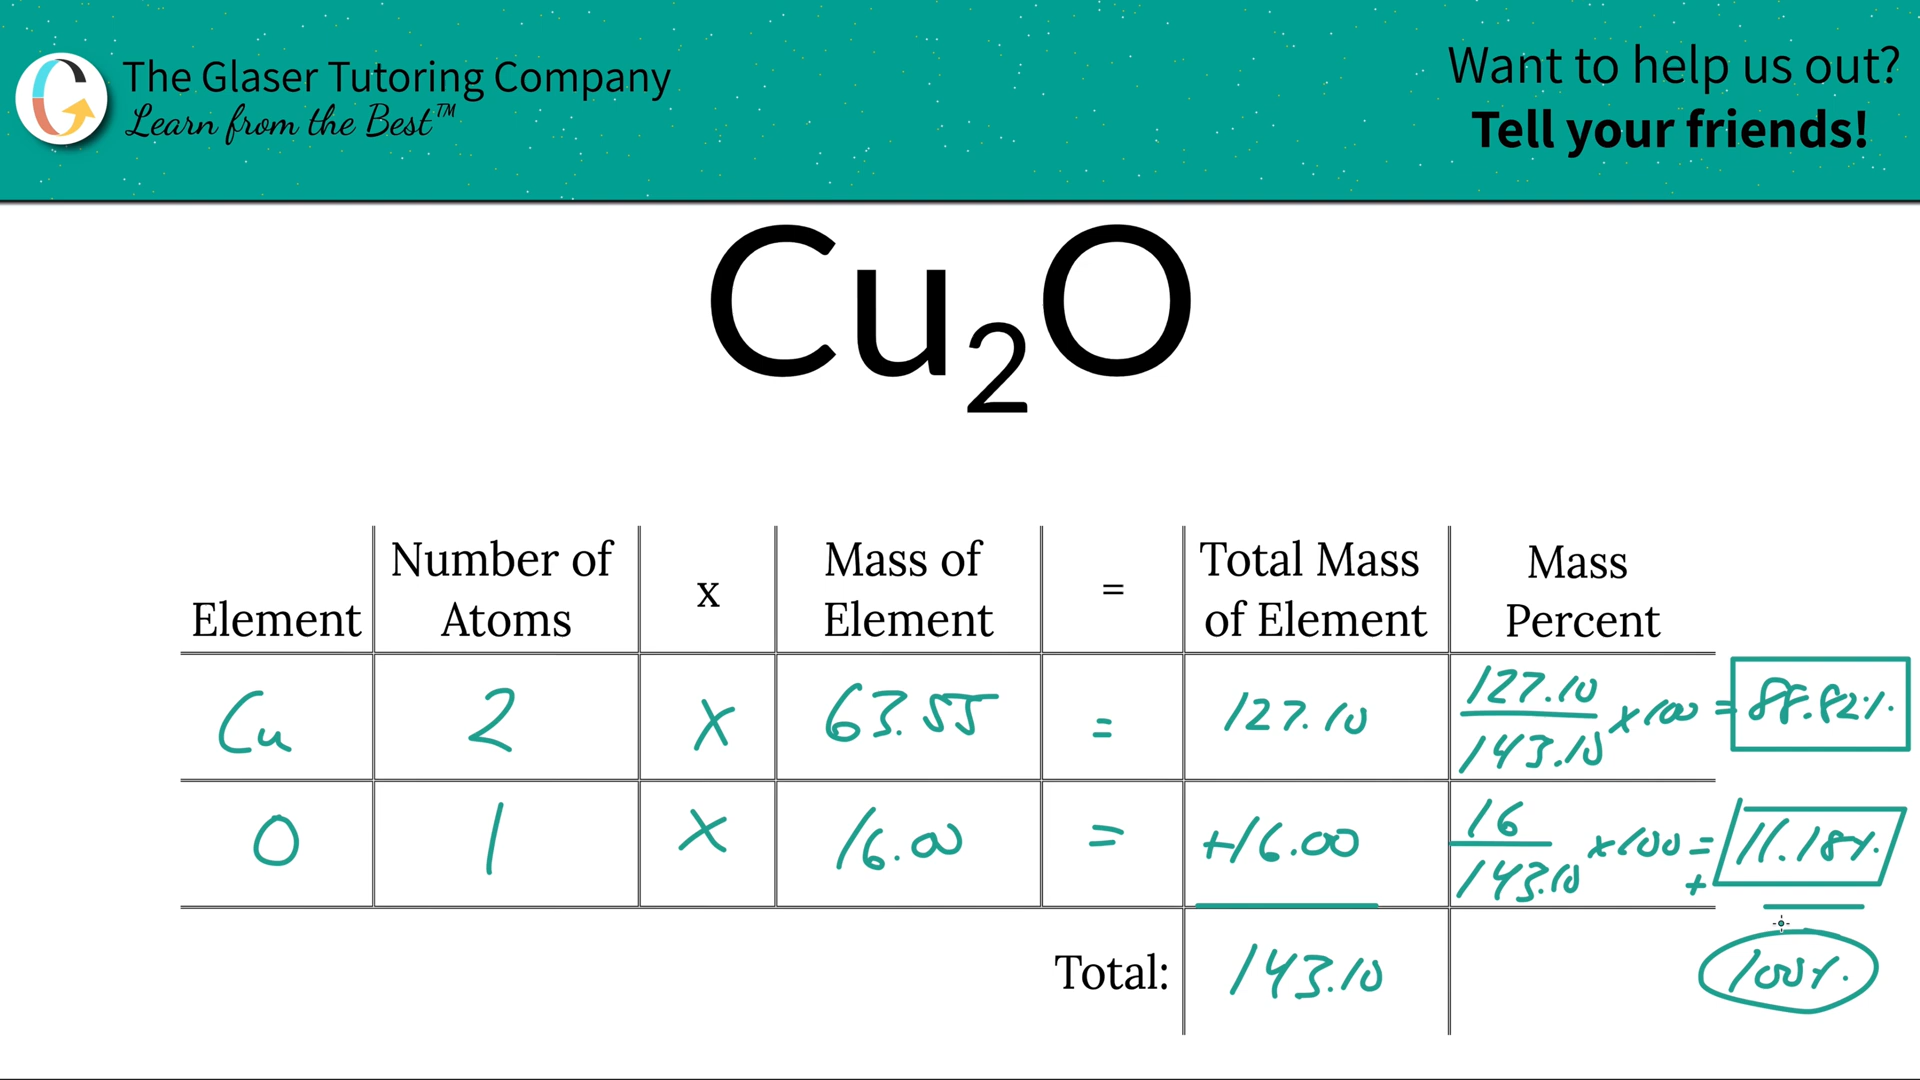 The Glaser Tutoring Company
Learn from the Best™
Want to help us out?
Tell your friends!
Cu₂O
Element | Number of Atoms | x | Mass of Element | = | Total Mass of Element | Mass Percent
Cu | 2 | x | 63.55 | = | 127.10 | 127.10/143.10 x100 = 88.82%
O | 1 | x | 16.00 | = | +16.00 | 16/143.10 x100 = + 11.18%
Total: 143.10 | 100%